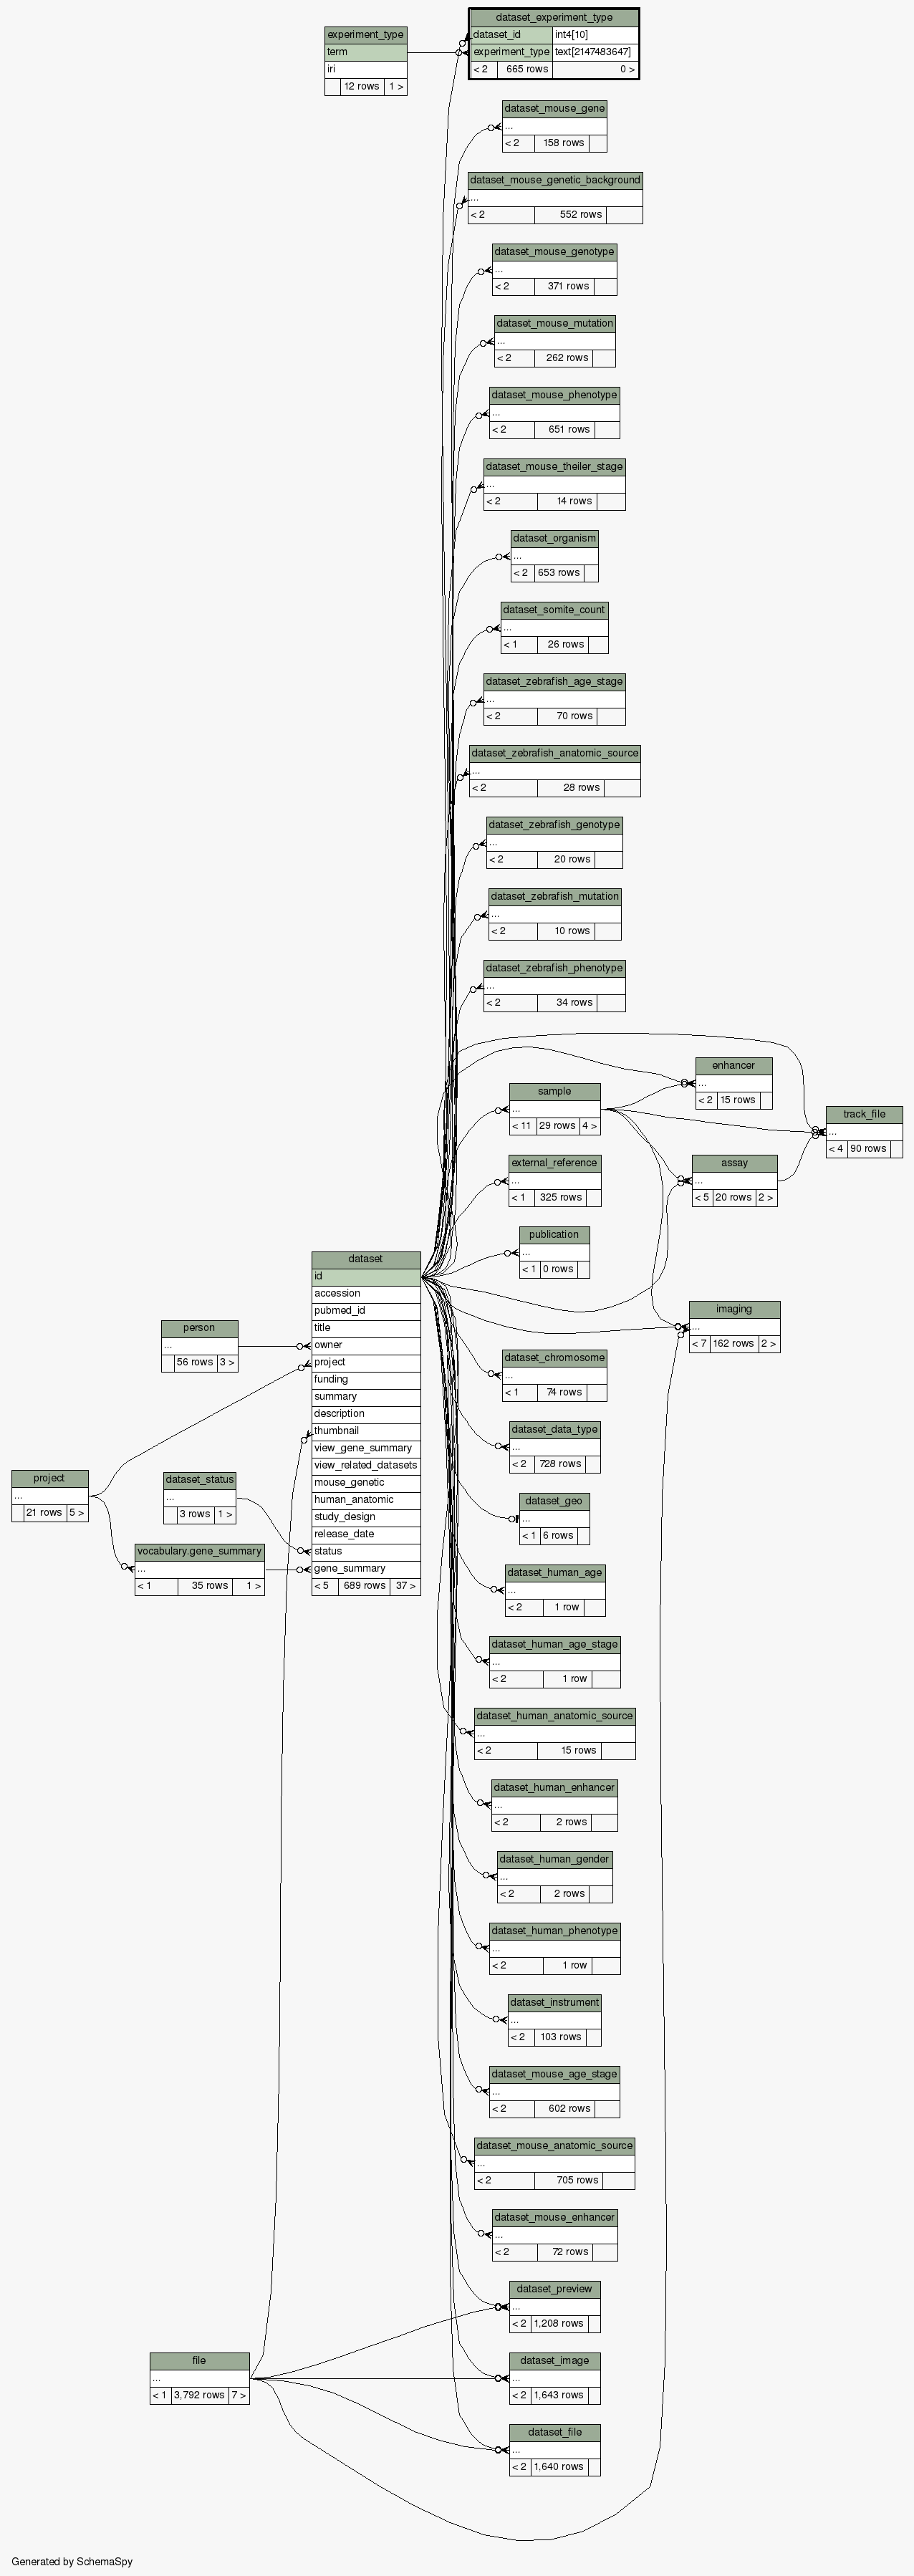 dataset_experiment_type
dataset_id int4[10]
experiment_type text[2147483647]
< 2 665 rows 0 >
experiment_type
term
iri
12 rows 1 >
dataset_mouse_gene
...
< 2 158 rows
dataset_mouse_genetic_background
...
< 2 552 rows
dataset_mouse_genotype
...
< 2 371 rows
dataset_mouse_mutation
...
< 2 262 rows
dataset_mouse_phenotype
...
< 2 651 rows
dataset_mouse_theiler_stage
...
< 2 14 rows
dataset_organism
...
< 2 653 rows
dataset_somite_count
...
< 1 26 rows
dataset_zebrafish_age_stage
...
< 2 70 rows
dataset_zebrafish_anatomic_source
...
< 2 28 rows
dataset_zebrafish_genotype
...
< 2 20 rows
dataset_zebrafish_mutation
...
< 2 10 rows
dataset_zebrafish_phenotype
...
< 2 34 rows
enhancer
...
< 2 15 rows
sample
...
< 11 29 rows 4 >
track_file
...
< 4 90 rows
external_reference
...
< 1 325 rows
assay
...
< 5 20 rows 2 >
publication
...
< 1 0 rows
dataset
id
accession
pubmed_id
title
owner
project
funding
summary
description
thumbnail
view_gene_summary
view_related_datasets
mouse_genetic
human_anatomic
study_design
release_date
status
gene_summary
< 5 689 rows 37 >
imaging
...
< 7 162 rows 2 >
person
...
56 rows 3 >
dataset_chromosome
...
< 1 74 rows
dataset_data_type
...
< 2 728 rows
project
...
21 rows 5 >
dataset_status
...
3 rows 1 >
dataset_geo
...
< 1 6 rows
vocabulary.gene_summary
...
< 1 35 rows 1 >
dataset_human_age
...
< 2 1 row
dataset_human_age_stage
...
< 2 1 row
dataset_human_anatomic_source
...
< 2 15 rows
dataset_human_enhancer
...
< 2 2 rows
dataset_human_gender
...
< 2 2 rows
dataset_human_phenotype
...
< 2 1 row
dataset_instrument
...
< 2 103 rows
dataset_mouse_age_stage
...
< 2 602 rows
dataset_mouse_anatomic_source
...
< 2 705 rows
dataset_mouse_enhancer
...
< 2 72 rows
dataset_preview
...
< 2 1,208 rows
file
...
< 1 3,792 rows 7 >
dataset_image
...
< 2 1,643 rows
dataset_file
...
< 2 1,640 rows
Generated by SchemaSpy